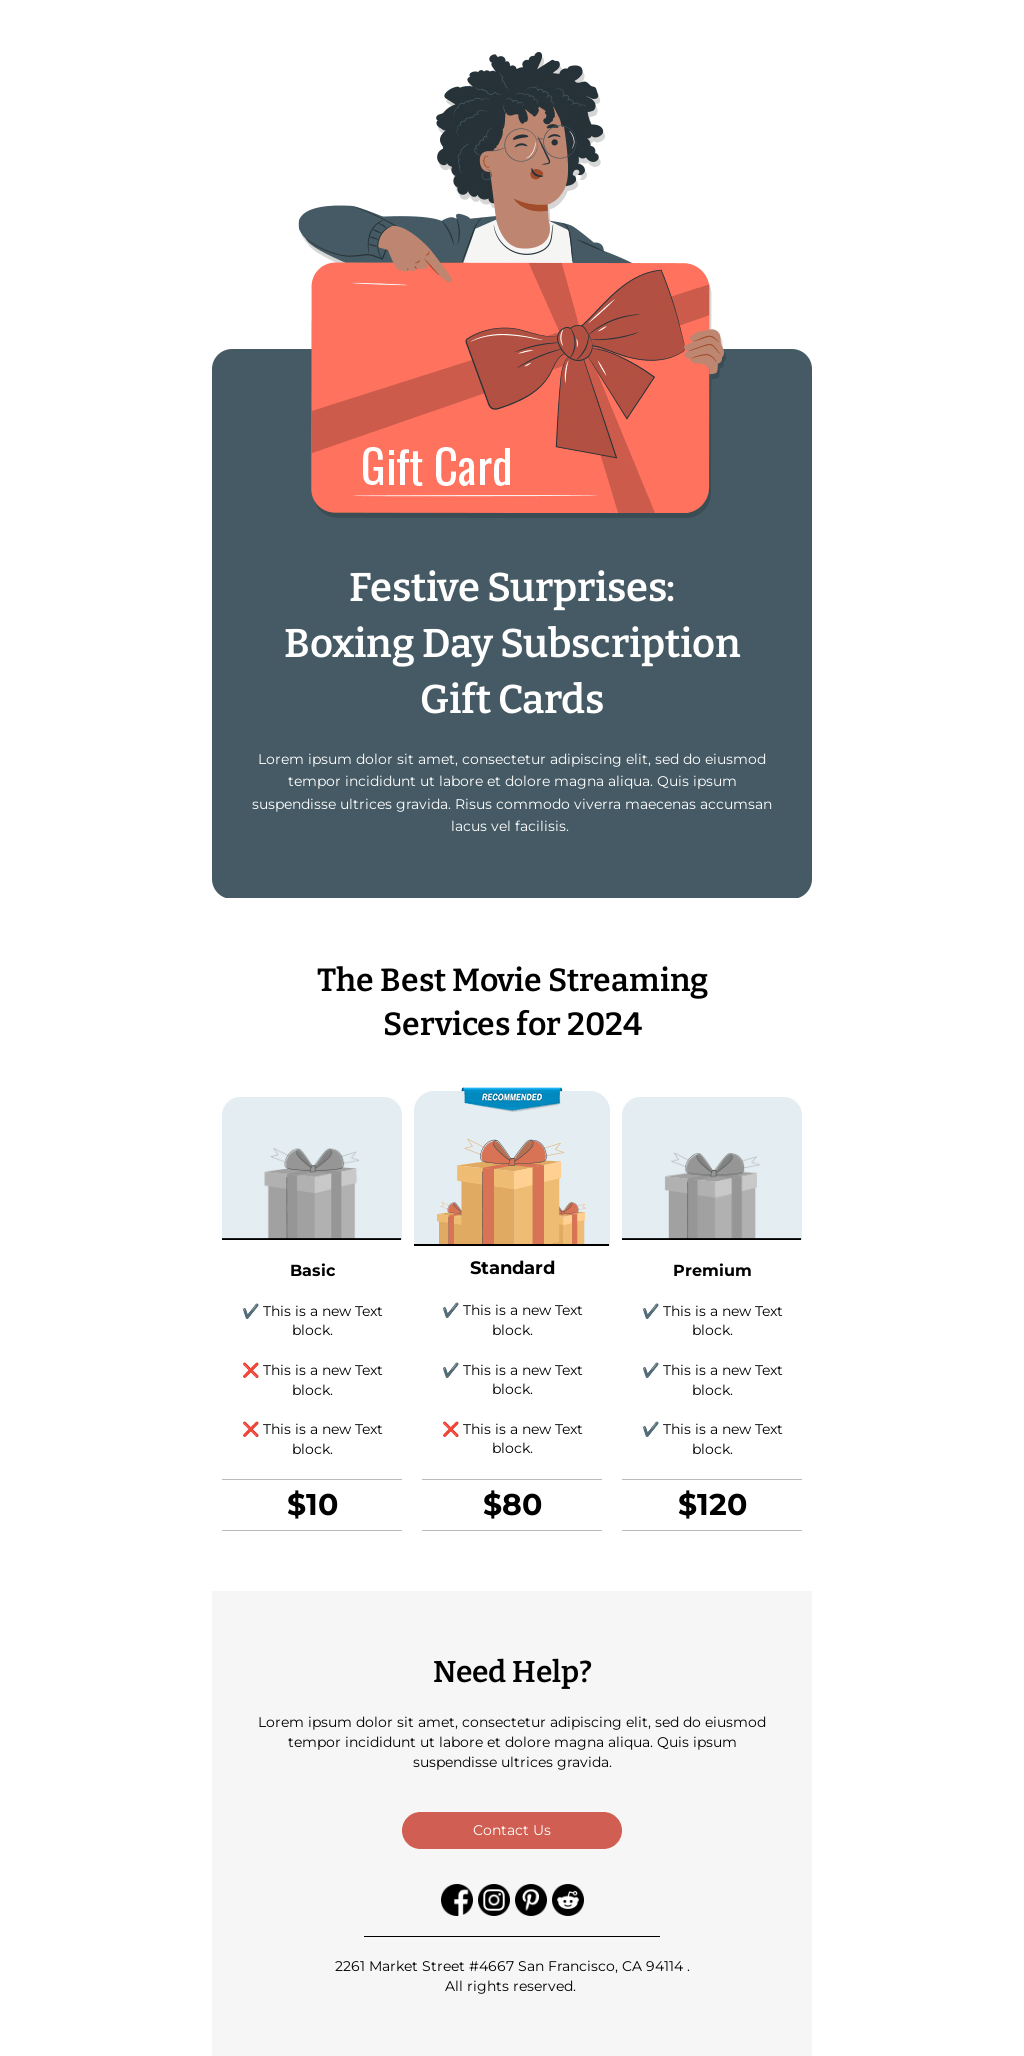 Gift Card
Festive Surprises:
Boxing Day Subscription
Gift Cards
Lorem ipsum dolor sit amet, consectetur adipiscing elit, sed do eiusmod
tempor incididunt ut labore et dolore magna aliqua. Quis ipsum
suspendisse ultrices gravida. Risus commodo viverra maecenas accumsan
lacus vel facilisis.
The Best Movie Streaming
Services for 2024
Basic
✔️ This is a new Text
block.
❌ This is a new Text
block.
❌ This is a new Text
block.
$10
RECOMMENDED
Standard
✔️ This is a new Text
block.
✔️ This is a new Text
block.
❌ This is a new Text
block.
$80
Premium
✔️ This is a new Text
block.
✔️ This is a new Text
block.
✔️ This is a new Text
block.
$120
Need Help?
Lorem ipsum dolor sit amet, consectetur adipiscing elit, sed do eiusmod
tempor incididunt ut labore et dolore magna aliqua. Quis ipsum
suspendisse ultrices gravida.
Contact Us
2261 Market Street #4667 San Francisco, CA 94114 .
All rights reserved.